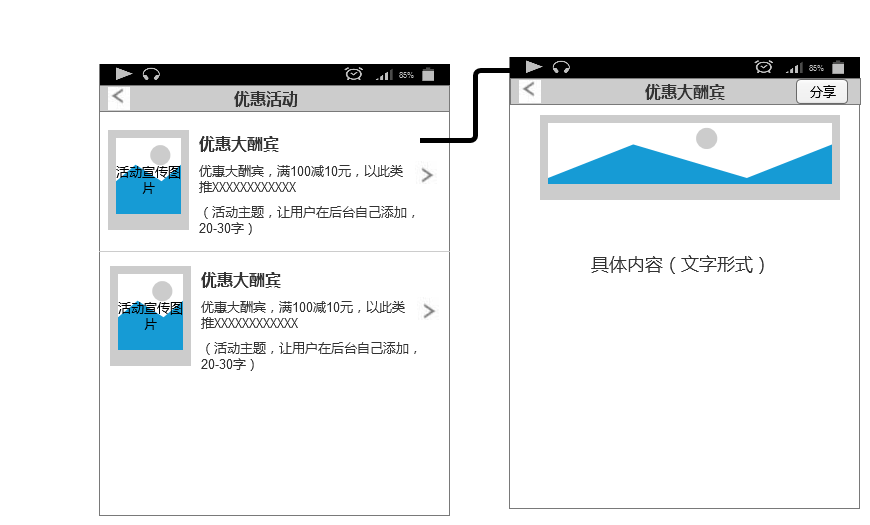 85%
优惠活动
活动宣传图
片
优惠大酬宾
优惠大酬宾，满100减10元，以此类
推XXXXXXXXXXXX
（活动主题，让用户在后台自己添加，
20-30字）
活动宣传图
片
优惠大酬宾
优惠大酬宾，满100减10元，以此类
推XXXXXXXXXXXX
（活动主题，让用户在后台自己添加，
20-30字）
85%
优惠大酬宾
分享
具体内容（文字形式）